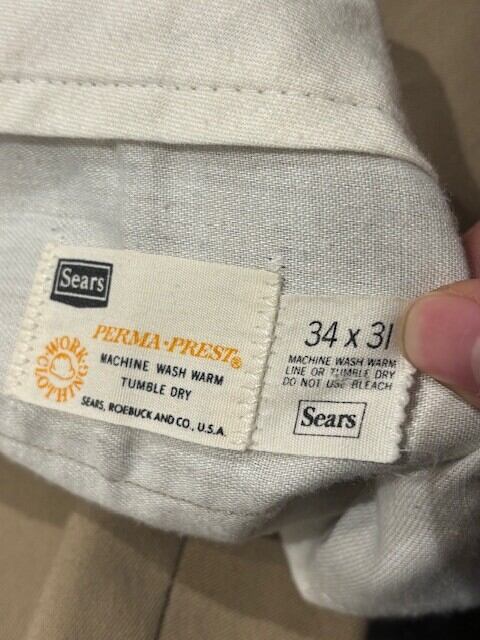 Sears
PERMA-PREST®
MACHINE WASH WARM
TUMBLE DRY
SEARS, ROEBUCK AND CO., U.S.A.
WORK
CLOTHING
34 x 31
MACHINE WASH WARM
LINE OR TUMBLE DRY
DO NOT USE BLEACH
Sears